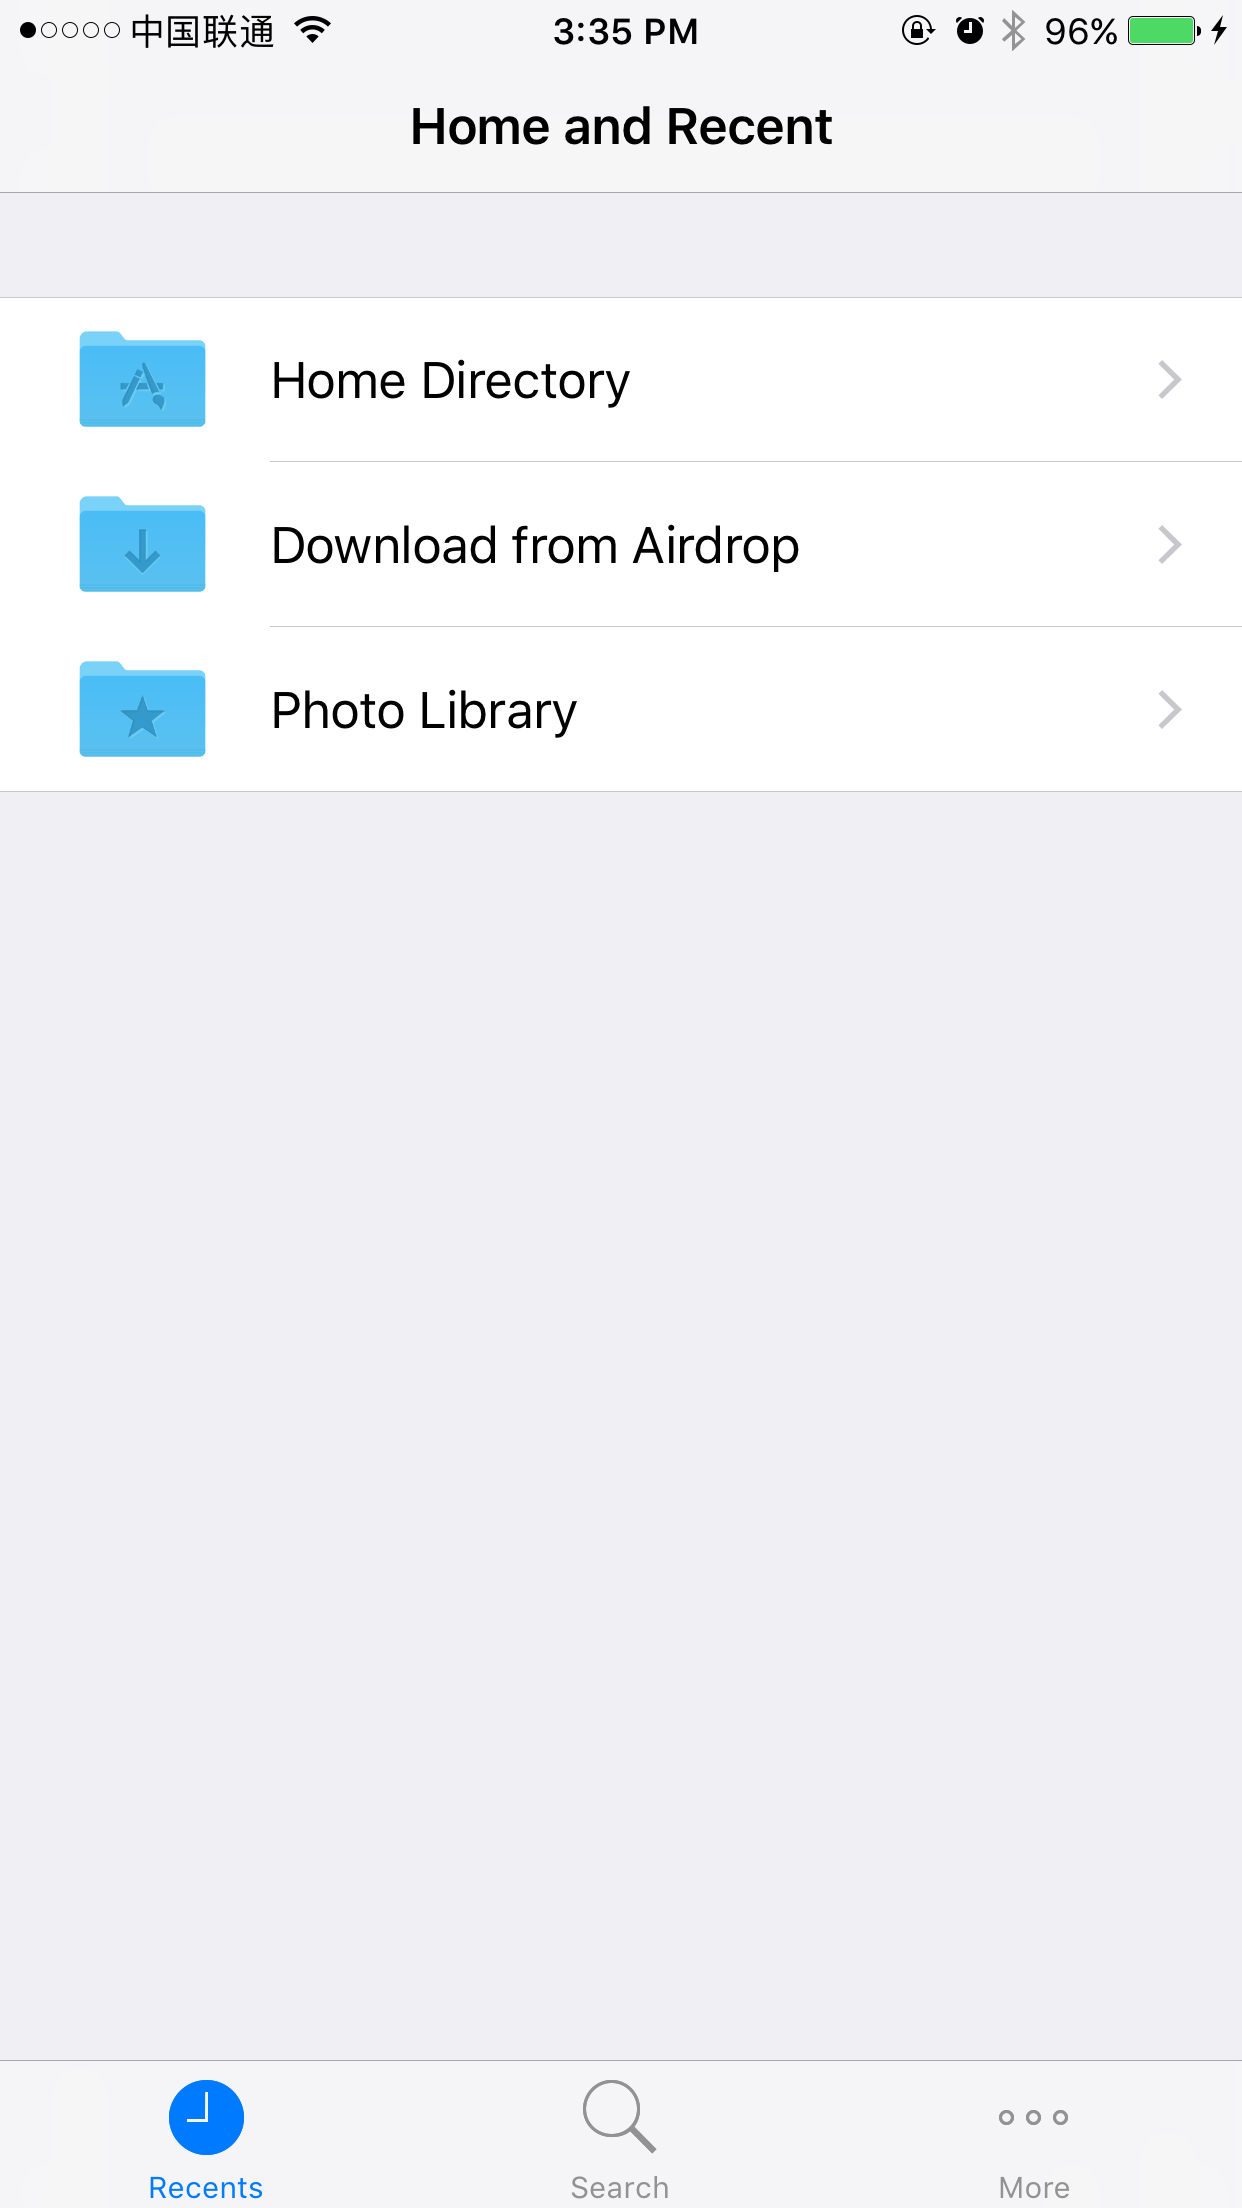 中国联通 3:35 PM 96%
Home and Recent
Home Directory
Download from Airdrop
Photo Library
Recents Search More